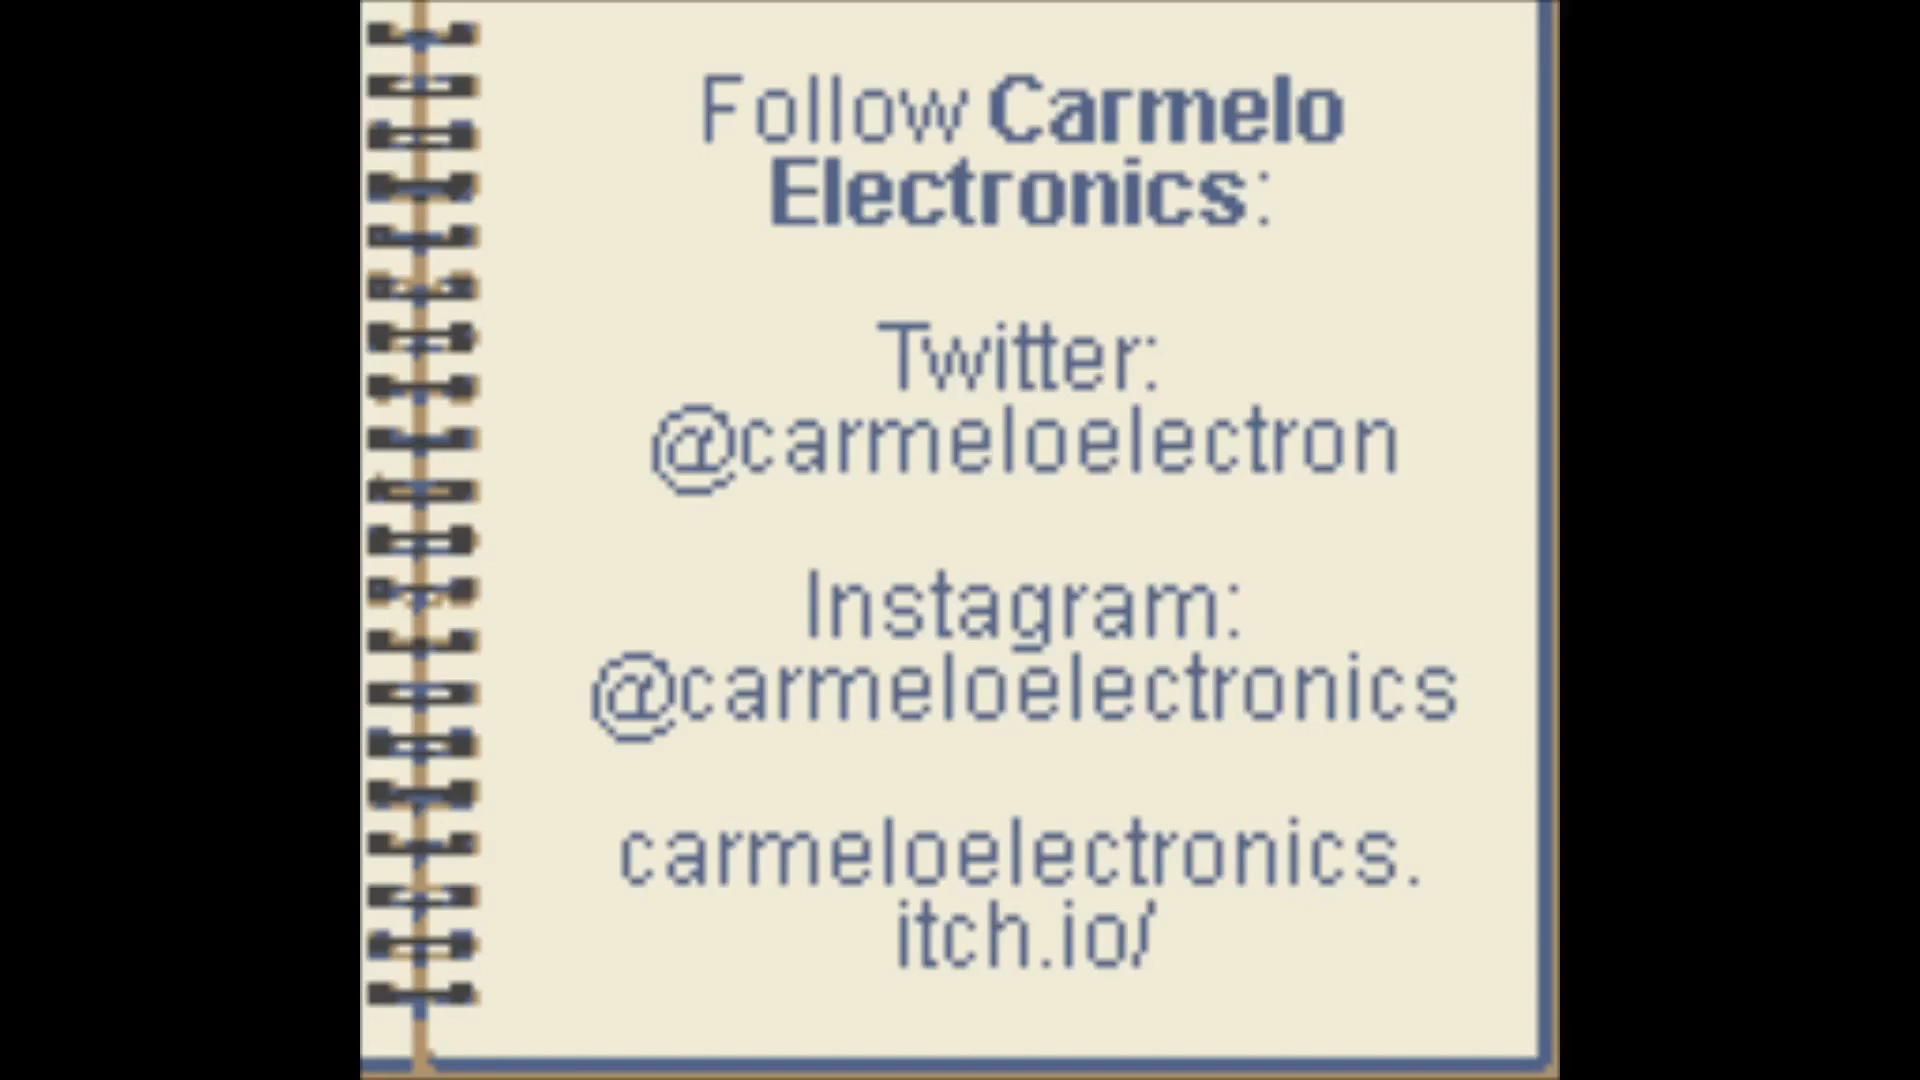 Follow Carmelo
Electronics:
Twitter:
@carmeloelectron
Instagram:
@carmeloelectronics
carmeloelectronics.
itch.io/